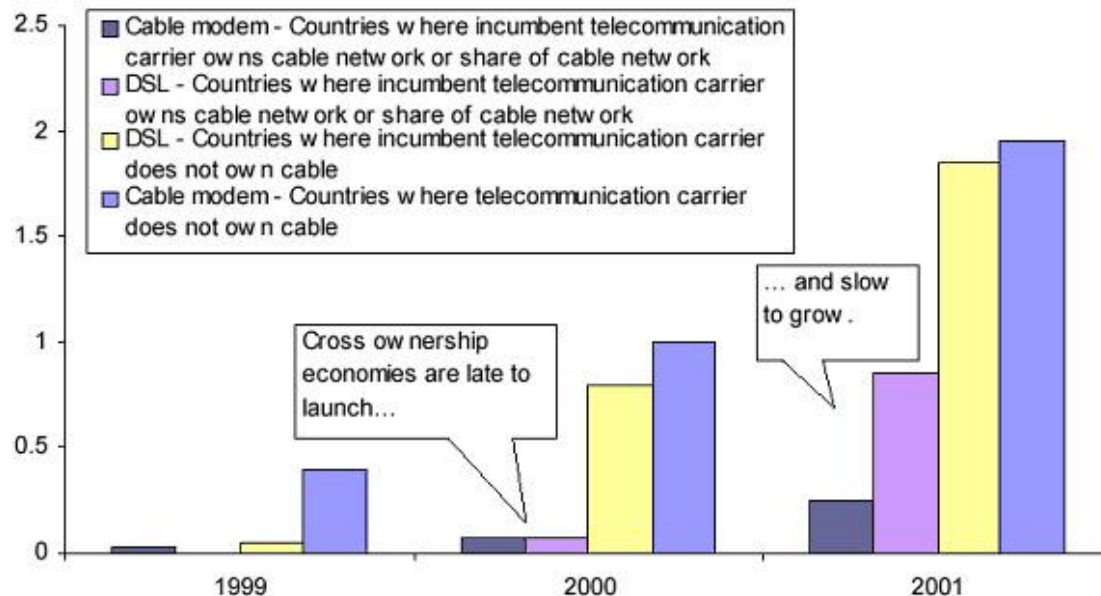 2.5
2
1.5
1
0.5
0
Cable modem - Countries w here incumbent telecommunication
carrier ow ns cable netw ork or share of cable netw ork
DSL - Countries w here incumbent telecommunication carrier
ow ns cable netw ork or share of cable netw ork
DSL - Countries w here incumbent telecommunication carrier
does not ow n cable
Cable modem - Countries w here telecommunication carrier
does not ow n cable
Cross ow nership
economies are late to
launch...
... and slow
to grow .
1999 2000 2001